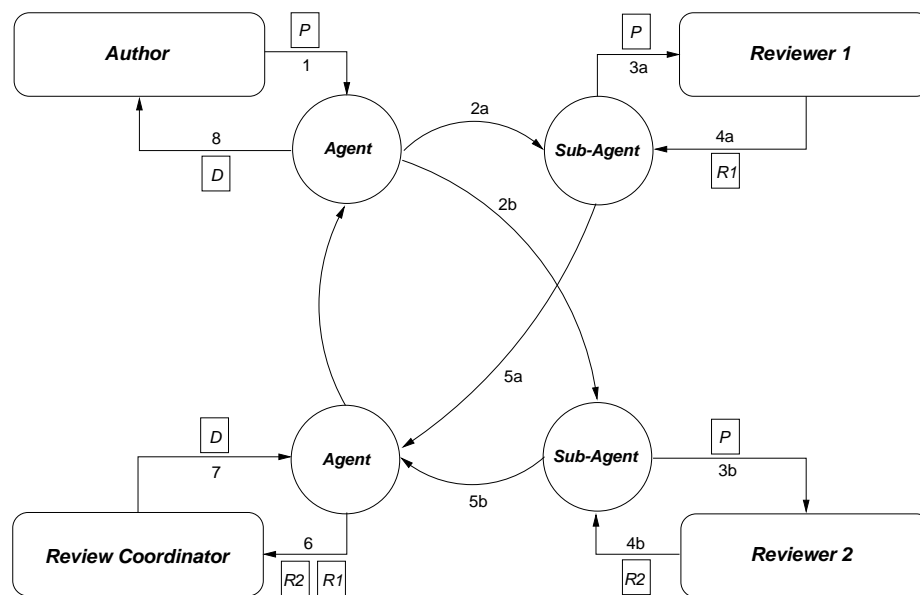 P
P
Author
1
3a
Reviewer 1
2a
8
Agent
Sub-Agent
4a
D
R1
2b
5a
D
P
7
Agent
Sub-Agent
3b
5b
Review Coordinator
6
4b
Reviewer 2
R2
R1
R2